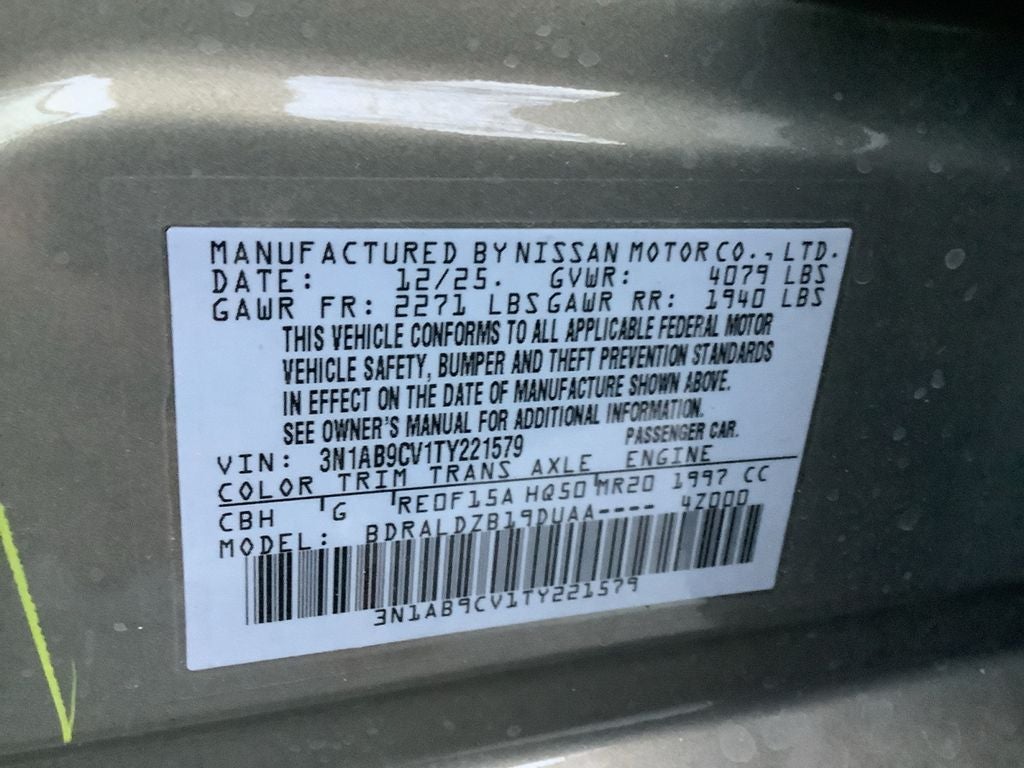 MANUFACTURED BY NISSAN MOTOR CO., LTD.
DATE: 12/25. GVWR: 4079 LBS
GAWR FR: 2271 LBS GAWR RR: 1940 LBS
THIS VEHICLE CONFORMS TO ALL APPLICABLE FEDERAL MOTOR
VEHICLE SAFETY, BUMPER AND THEFT PREVENTION STANDARDS
IN EFFECT ON THE DATE OF MANUFACTURE SHOWN ABOVE.
SEE OWNER'S MANUAL FOR ADDITIONAL INFORMATION.
VIN: 3N1AB9CV1TY221579 PASSENGER CAR.
COLOR TRIM TRANS AXLE ENGINE
CBH G RE0F15A HQ50 MR20 1997 CC
MODEL: BDRALDZB19DUAA---- 4Z000
3N1AB9CV1TY221579